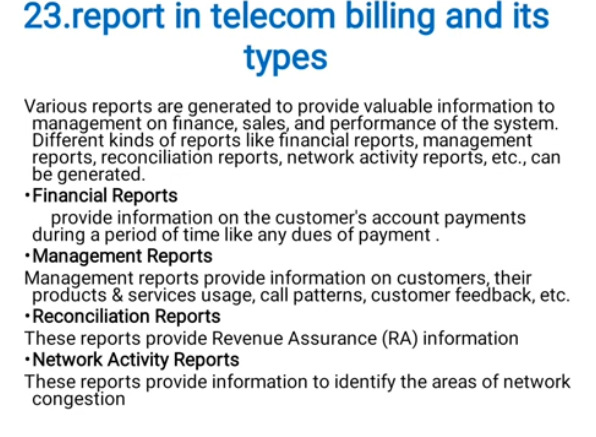 23.report in telecom billing and its
types
Various reports are generated to provide valuable information to
management on finance, sales, and performance of the system.
Different kinds of reports like financial reports, management
reports, reconciliation reports, network activity reports, etc., can
be generated.
•Financial Reports
provide information on the customer's account payments
during a period of time like any dues of payment .
•Management Reports
Management reports provide information on customers, their
products & services usage, call patterns, customer feedback, etc.
•Reconciliation Reports
These reports provide Revenue Assurance (RA) information
•Network Activity Reports
These reports provide information to identify the areas of network
congestion